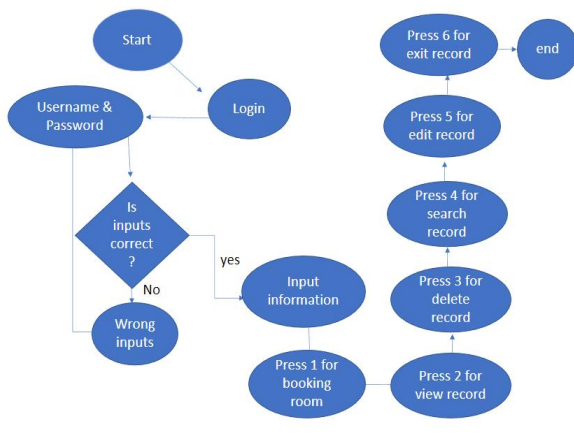 Start
Login
Username &
Password
Is
inputs
correct
?
No
Wrong
inputs
yes
Input
information
Press 1 for
booking
room
Press 2 for
view record
Press 3 for
delete
record
Press 4 for
search
record
Press 5 for
edit record
Press 6 for
exit record
end